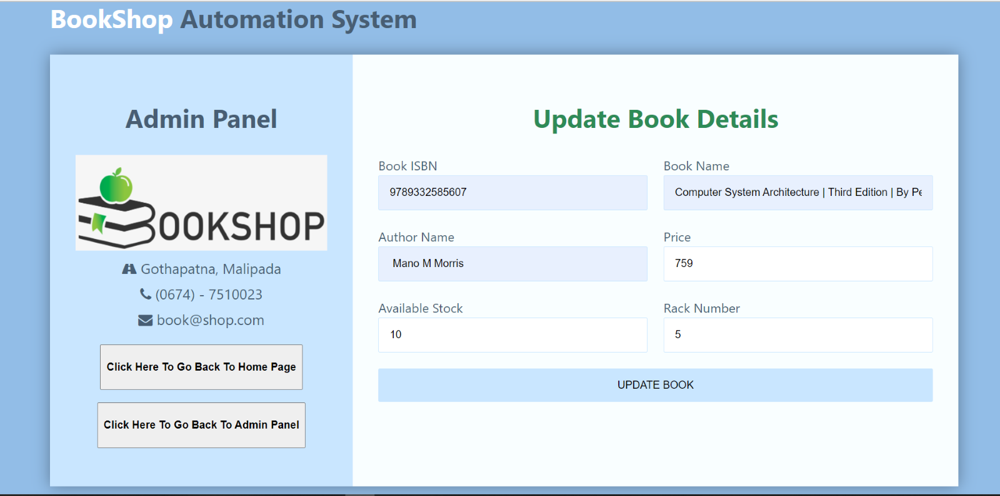 BookShop Automation System
Admin Panel
BOOKSHOP
Gothapatna, Malipada
(0674) - 7510023
book@shop.com
Click Here To Go Back To Home Page
Click Here To Go Back To Admin Panel
Update Book Details
Book ISBN
9789332585607
Book Name
Computer System Architecture | Third Edition | By Pe
Author Name
Mano M Morris
Price
759
Available Stock
10
Rack Number
5
UPDATE BOOK